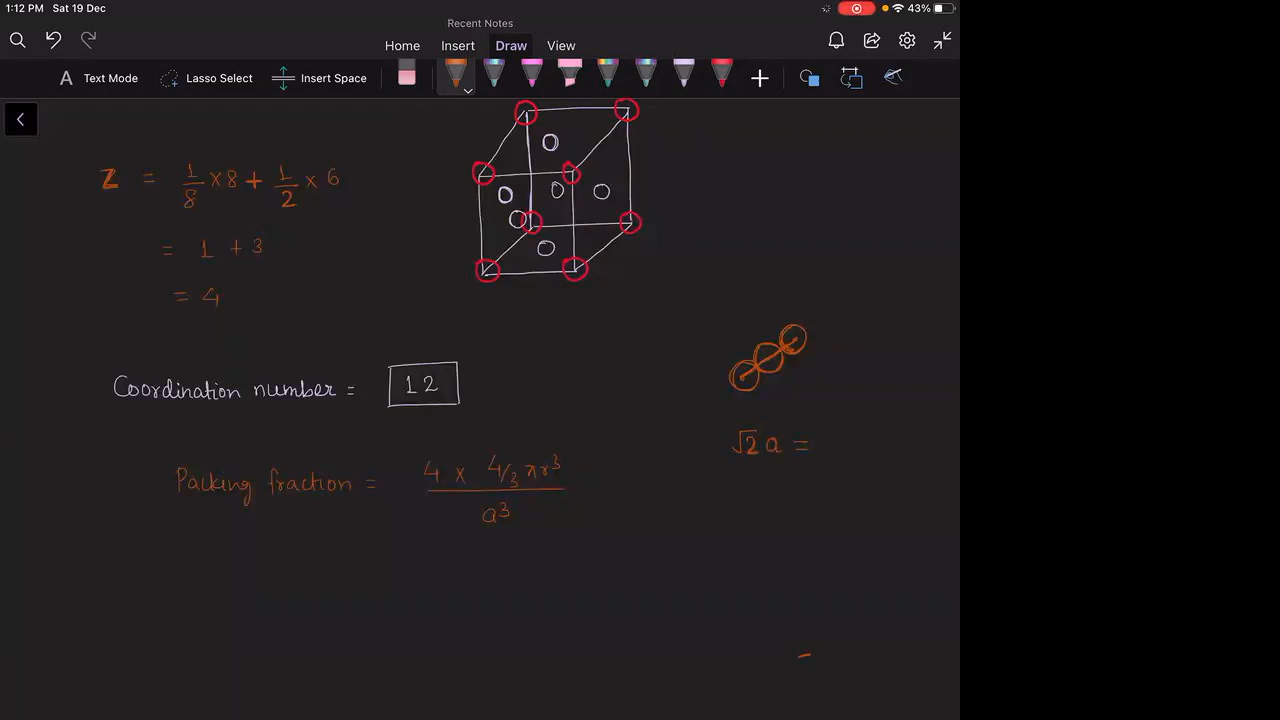 1:12 PM Sat 19 Dec
43%
Recent Notes
Home Insert Draw View
A Text Mode Lasso Select Insert Space
Z = 1/8 × 8 + 1/2 × 6
= 1 + 3
= 4
Coordination number = 12
√2 a =
Packing fraction = 4 × 4/3 πr³ / a³